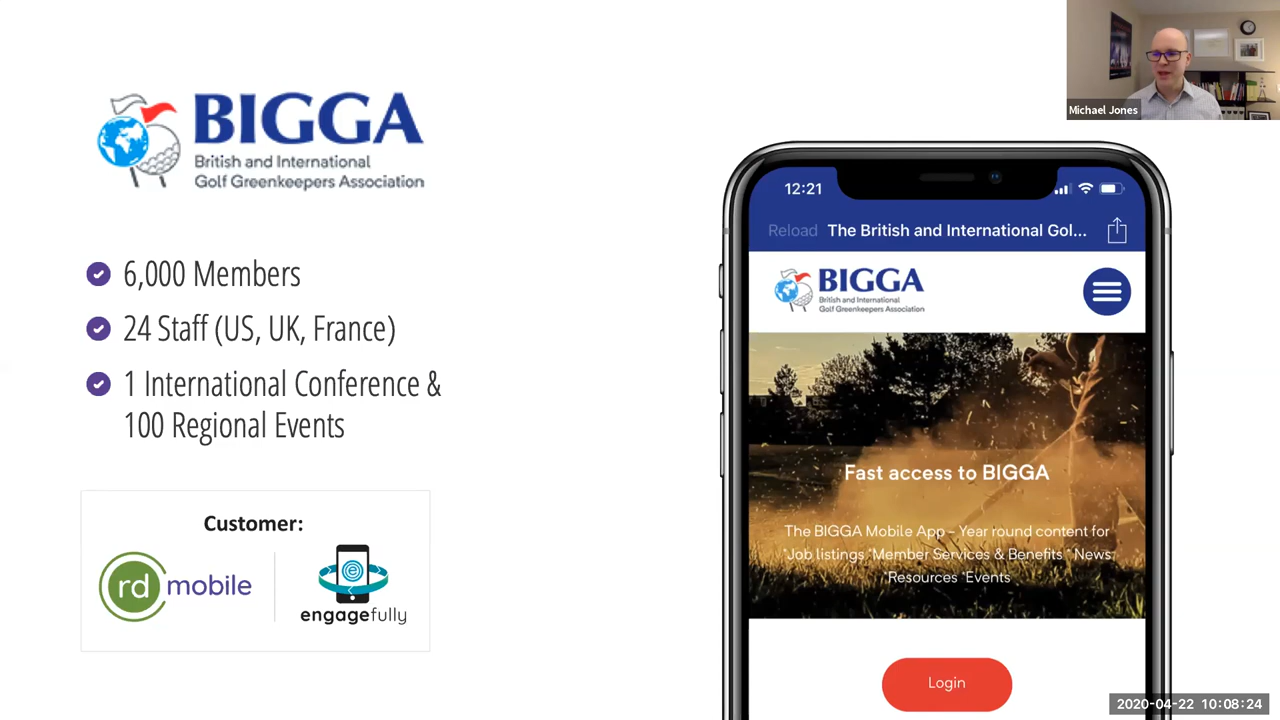 BIGGA
British and International
Golf Greenkeepers Association
6,000 Members
24 Staff (US, UK, France)
1 International Conference &
100 Regional Events
Customer:
rd mobile
e
engagefully
Michael Jones
12:21
Reload The British and International Gol...
BIGGA
British and International
Golf Greenkeepers Association
Fast access to BIGGA
The BIGGA Mobile App – Year round content for
*Job listings *Member Services & Benefits *News
*Resources *Events
Login
2020-04-22 10:08:24